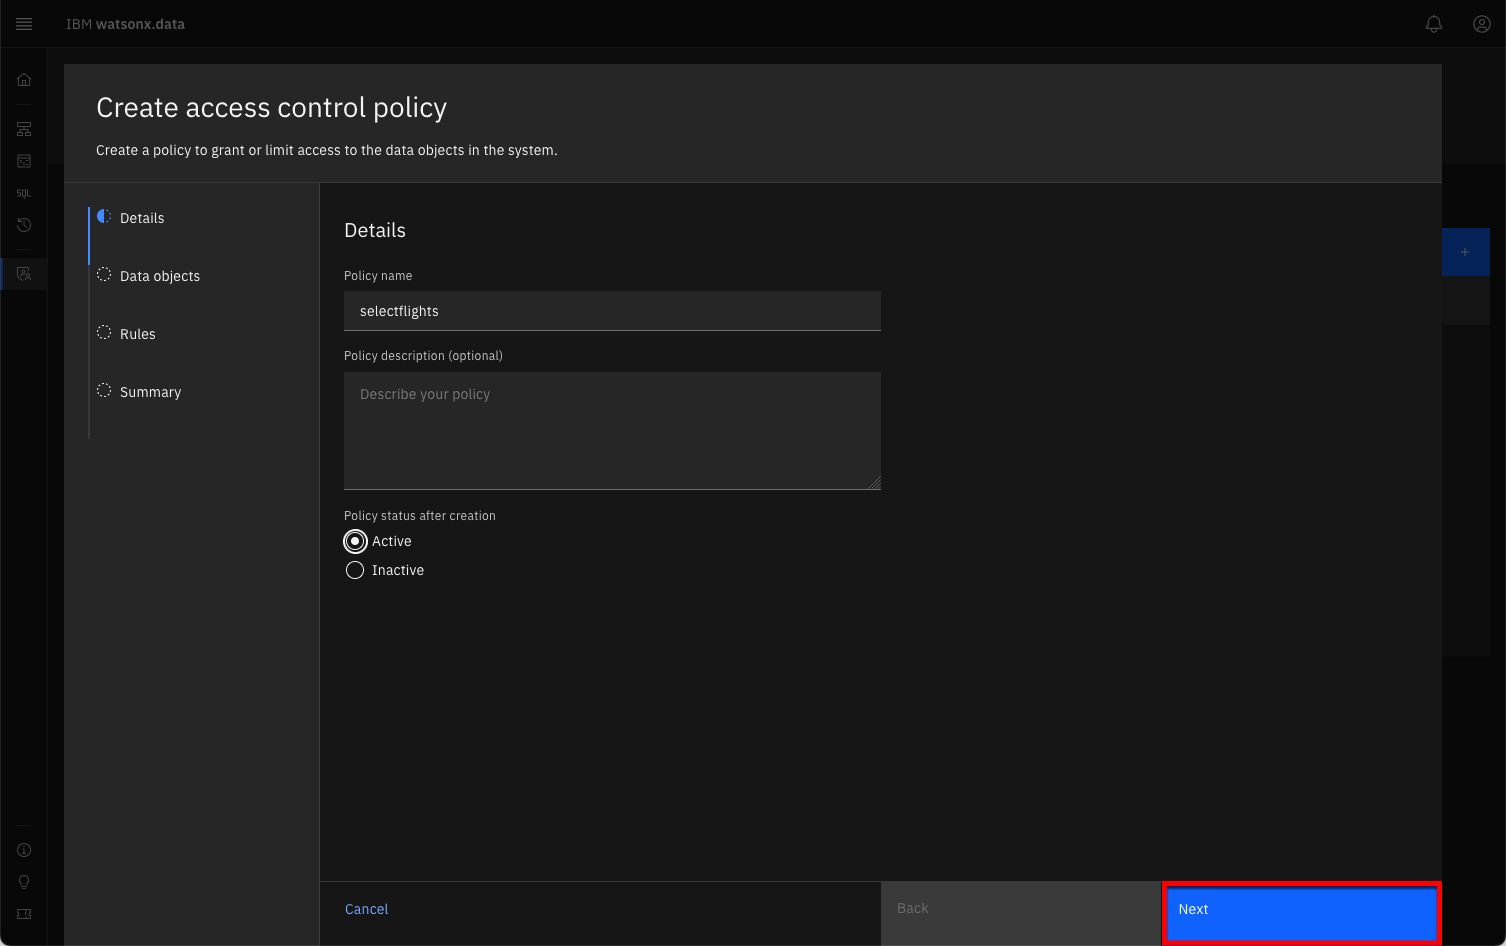 IBM watsonx.data
SQL
Create access control policy
Create a policy to grant or limit access to the data objects in the system.
Details
Data objects
Rules
Summary
Details
Policy name
selectflights
Policy description (optional)
Describe your policy
Policy status after creation
Active
Inactive
Cancel
Back
Next